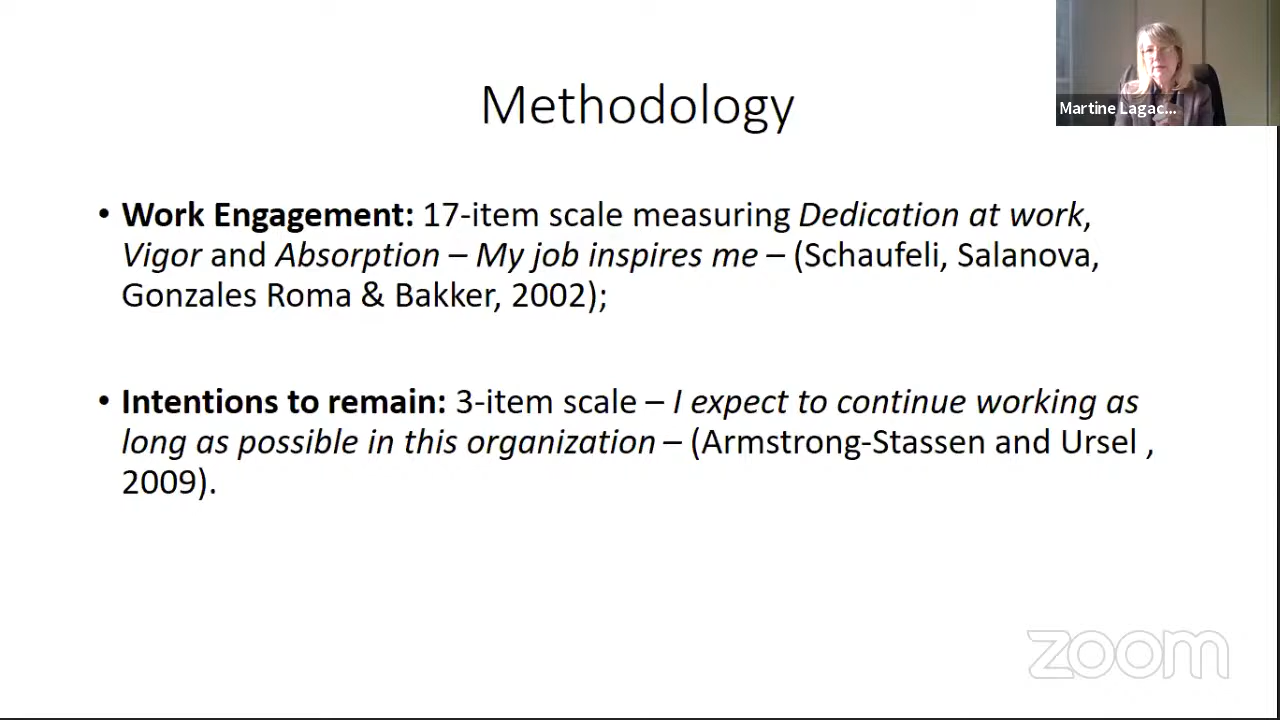 Methodology
Martine Lagac...
• Work Engagement: 17-item scale measuring Dedication at work,
Vigor and Absorption – My job inspires me – (Schaufeli, Salanova,
Gonzales Roma & Bakker, 2002);
• Intentions to remain: 3-item scale – I expect to continue working as
long as possible in this organization – (Armstrong-Stassen and Ursel ,
2009).
zoom